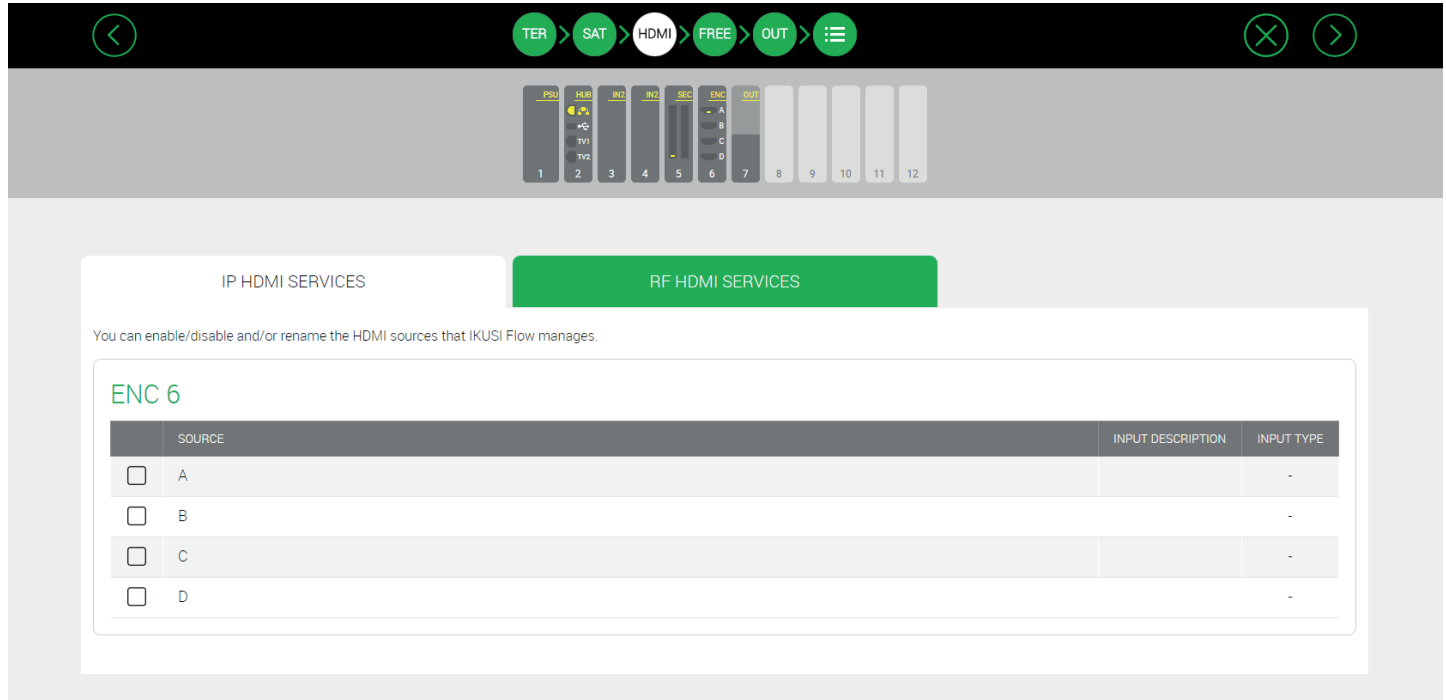 TER SAT HDMI FREE OUT
PSU HUB IN2 IN2 SEC ENC OUT
A
B
TV1 C
TV2 D
1 2 3 4 5 6 7 8 9 10 11 12
IP HDMI SERVICES RF HDMI SERVICES
You can enable/disable and/or rename the HDMI sources that IKUSI Flow manages.
ENC 6
SOURCE INPUT DESCRIPTION INPUT TYPE
A -
B -
C -
D -